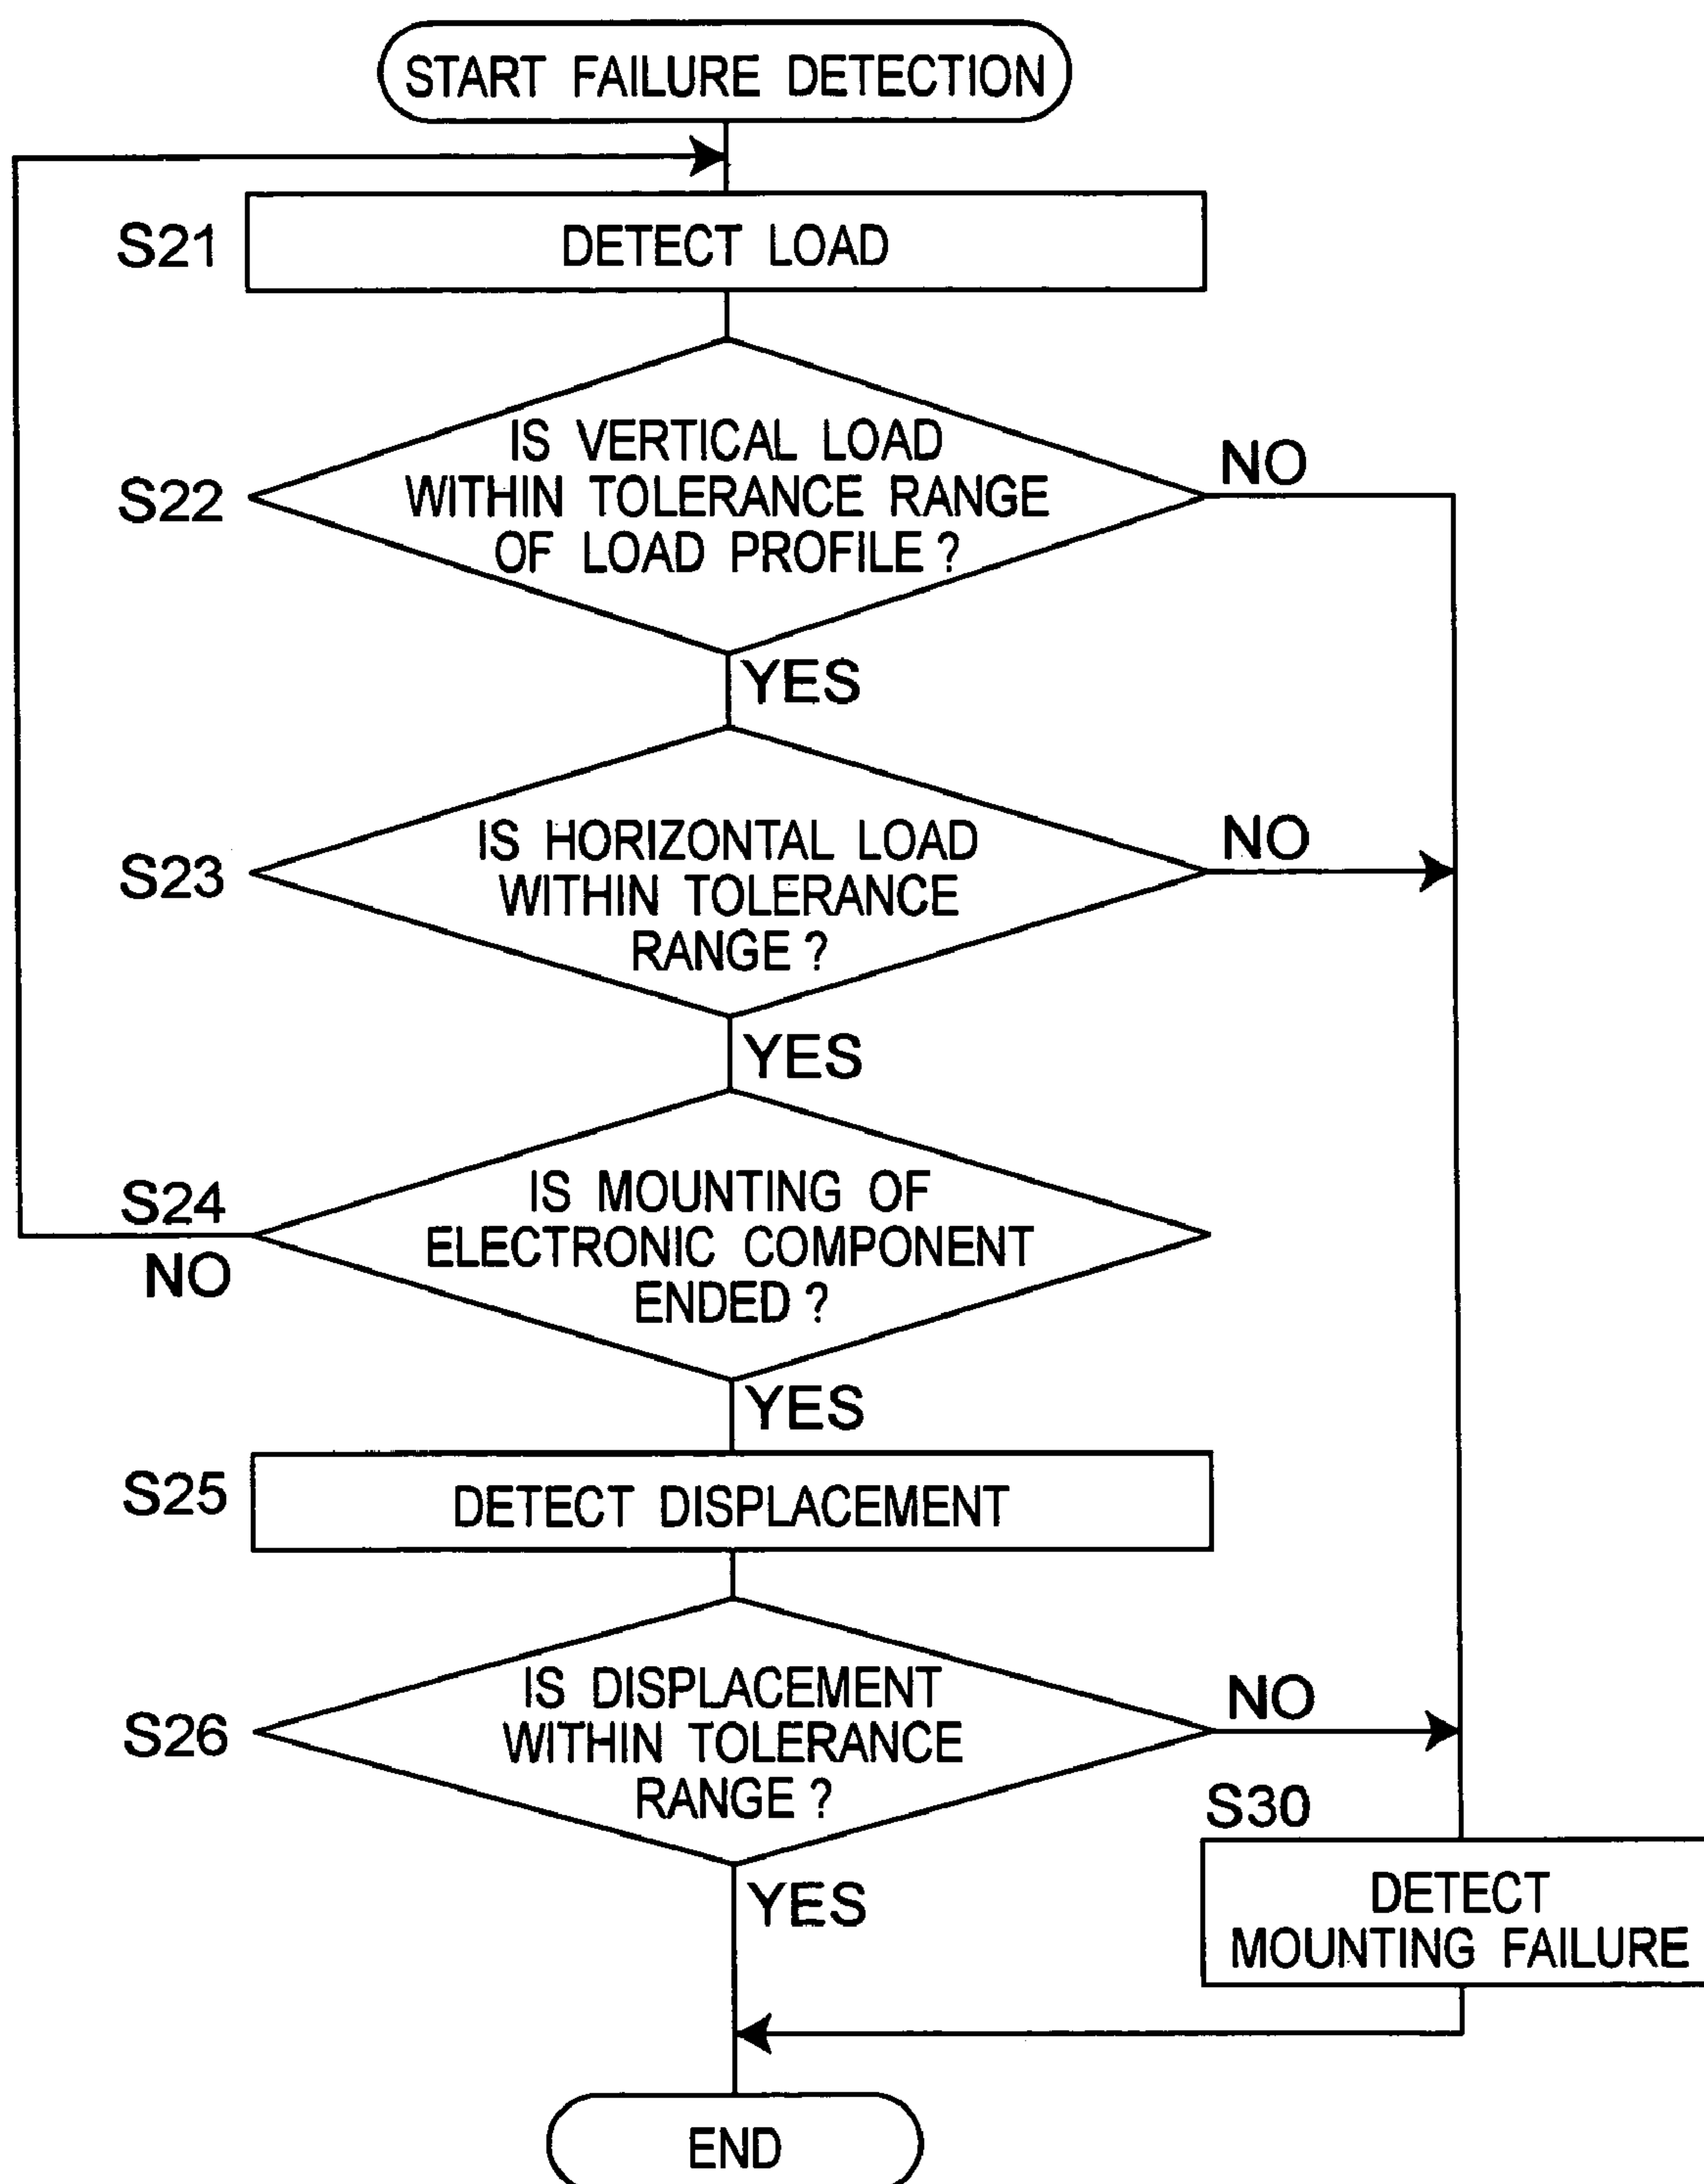 START FAILURE DETECTION
S21
DETECT LOAD
S22
IS VERTICAL LOAD
WITHIN TOLERANCE RANGE
OF LOAD PROFILE ?
NO
YES
S23
IS HORIZONTAL LOAD
WITHIN TOLERANCE
RANGE ?
NO
YES
S24
NO
IS MOUNTING OF
ELECTRONIC COMPONENT
ENDED ?
YES
S25
DETECT DISPLACEMENT
S26
IS DISPLACEMENT
WITHIN TOLERANCE
RANGE ?
NO
YES
S30
DETECT
MOUNTING FAILURE
END